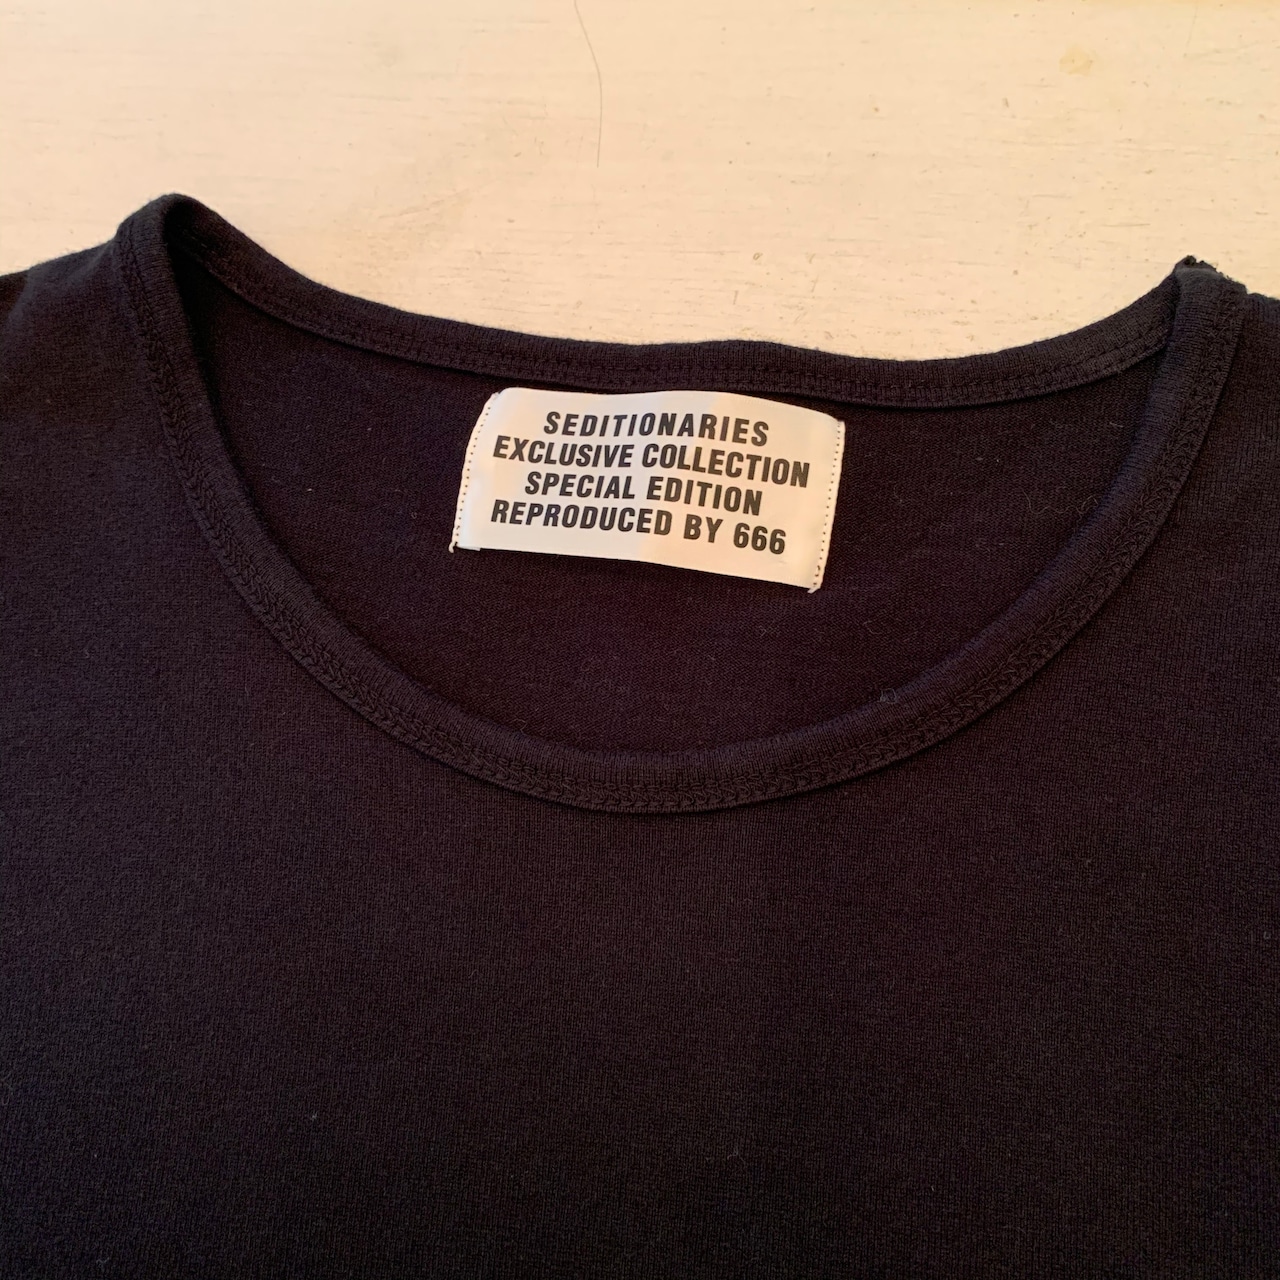 SEDITIONARIES
EXCLUSIVE COLLECTION
SPECIAL EDITION
REPRODUCED BY 666